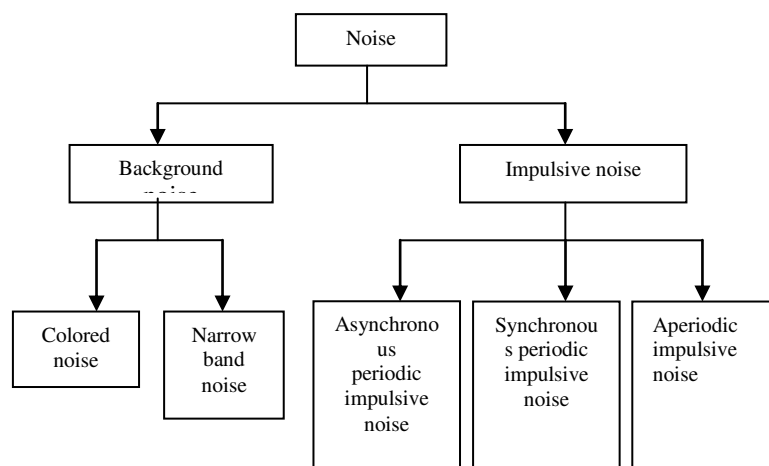 Noise
Background
noise
Impulsive noise
Colored
noise
Narrow
band
noise
Asynchrono
us
periodic
impulsive
noise
Synchronou
s periodic
impulsive
noise
Aperiodic
impulsive
noise